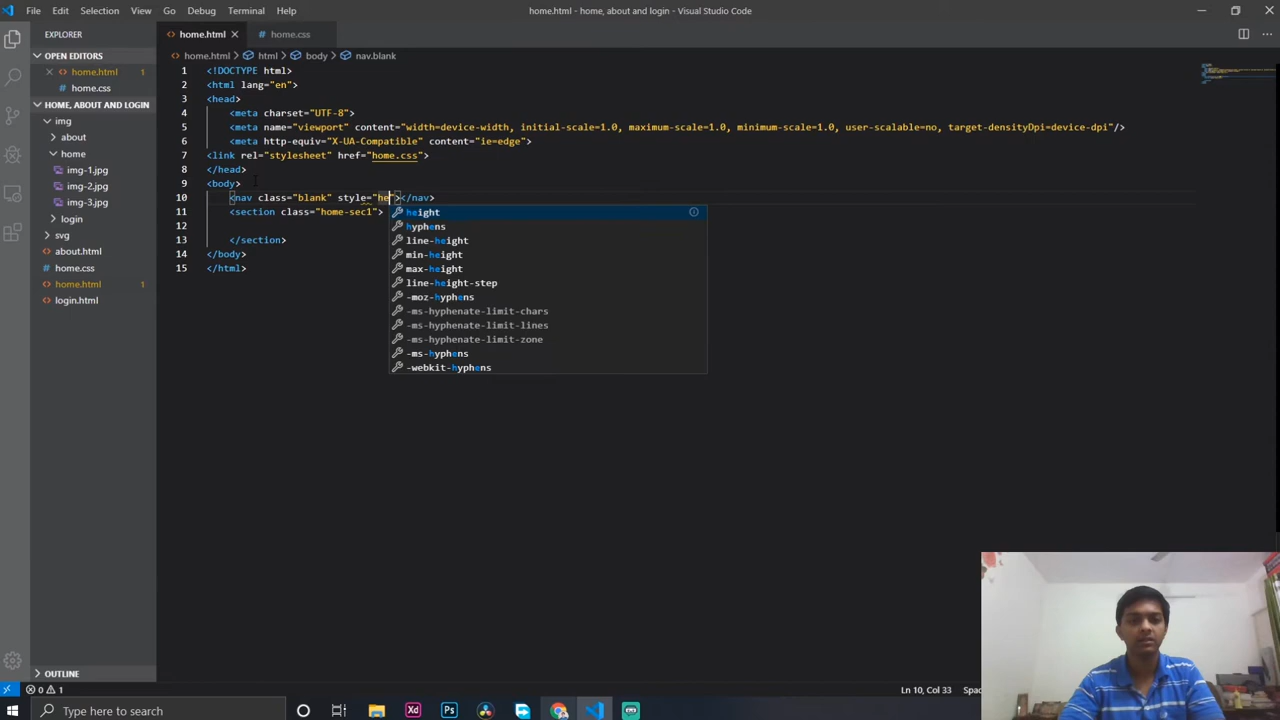 File Edit Selection View Go Debug Terminal Help home.html - home, about and login - Visual Studio Code
EXPLORER
home.html
home.css
OPEN EDITORS
home.html 1
home.css
HOME, ABOUT AND LOGIN
img
about
home
img-1.jpg
img-2.jpg
img-3.jpg
login
svg
about.html
home.css
home.html 1
login.html
OUTLINE
home.html > html > body > nav.blank
1 <!DOCTYPE html>
2 <html lang="en">
3 <head>
4 <meta charset="UTF-8">
5 <meta name="viewport" content="width=device-width, initial-scale=1.0, maximum-scale=1.0, minimum-scale=1.0, user-scalable=no, target-densityDpi=device-dpi"/>
6 <meta http-equiv="X-UA-Compatible" content="ie=edge">
7 <link rel="stylesheet" href="home.css">
8 </head>
9 <body>
10 <nav class="blank" style="he"></nav>
11 <section class="home-sec1">
12
13 </section>
14 </body>
15 </html>
height
hyphens
line-height
min-height
max-height
line-height-step
-moz-hyphens
-ms-hyphenate-limit-chars
-ms-hyphenate-limit-lines
-ms-hyphenate-limit-zone
-ms-hyphens
-webkit-hyphens
0 1
Ln 10, Col 33
Type here to search
Xd
Ps